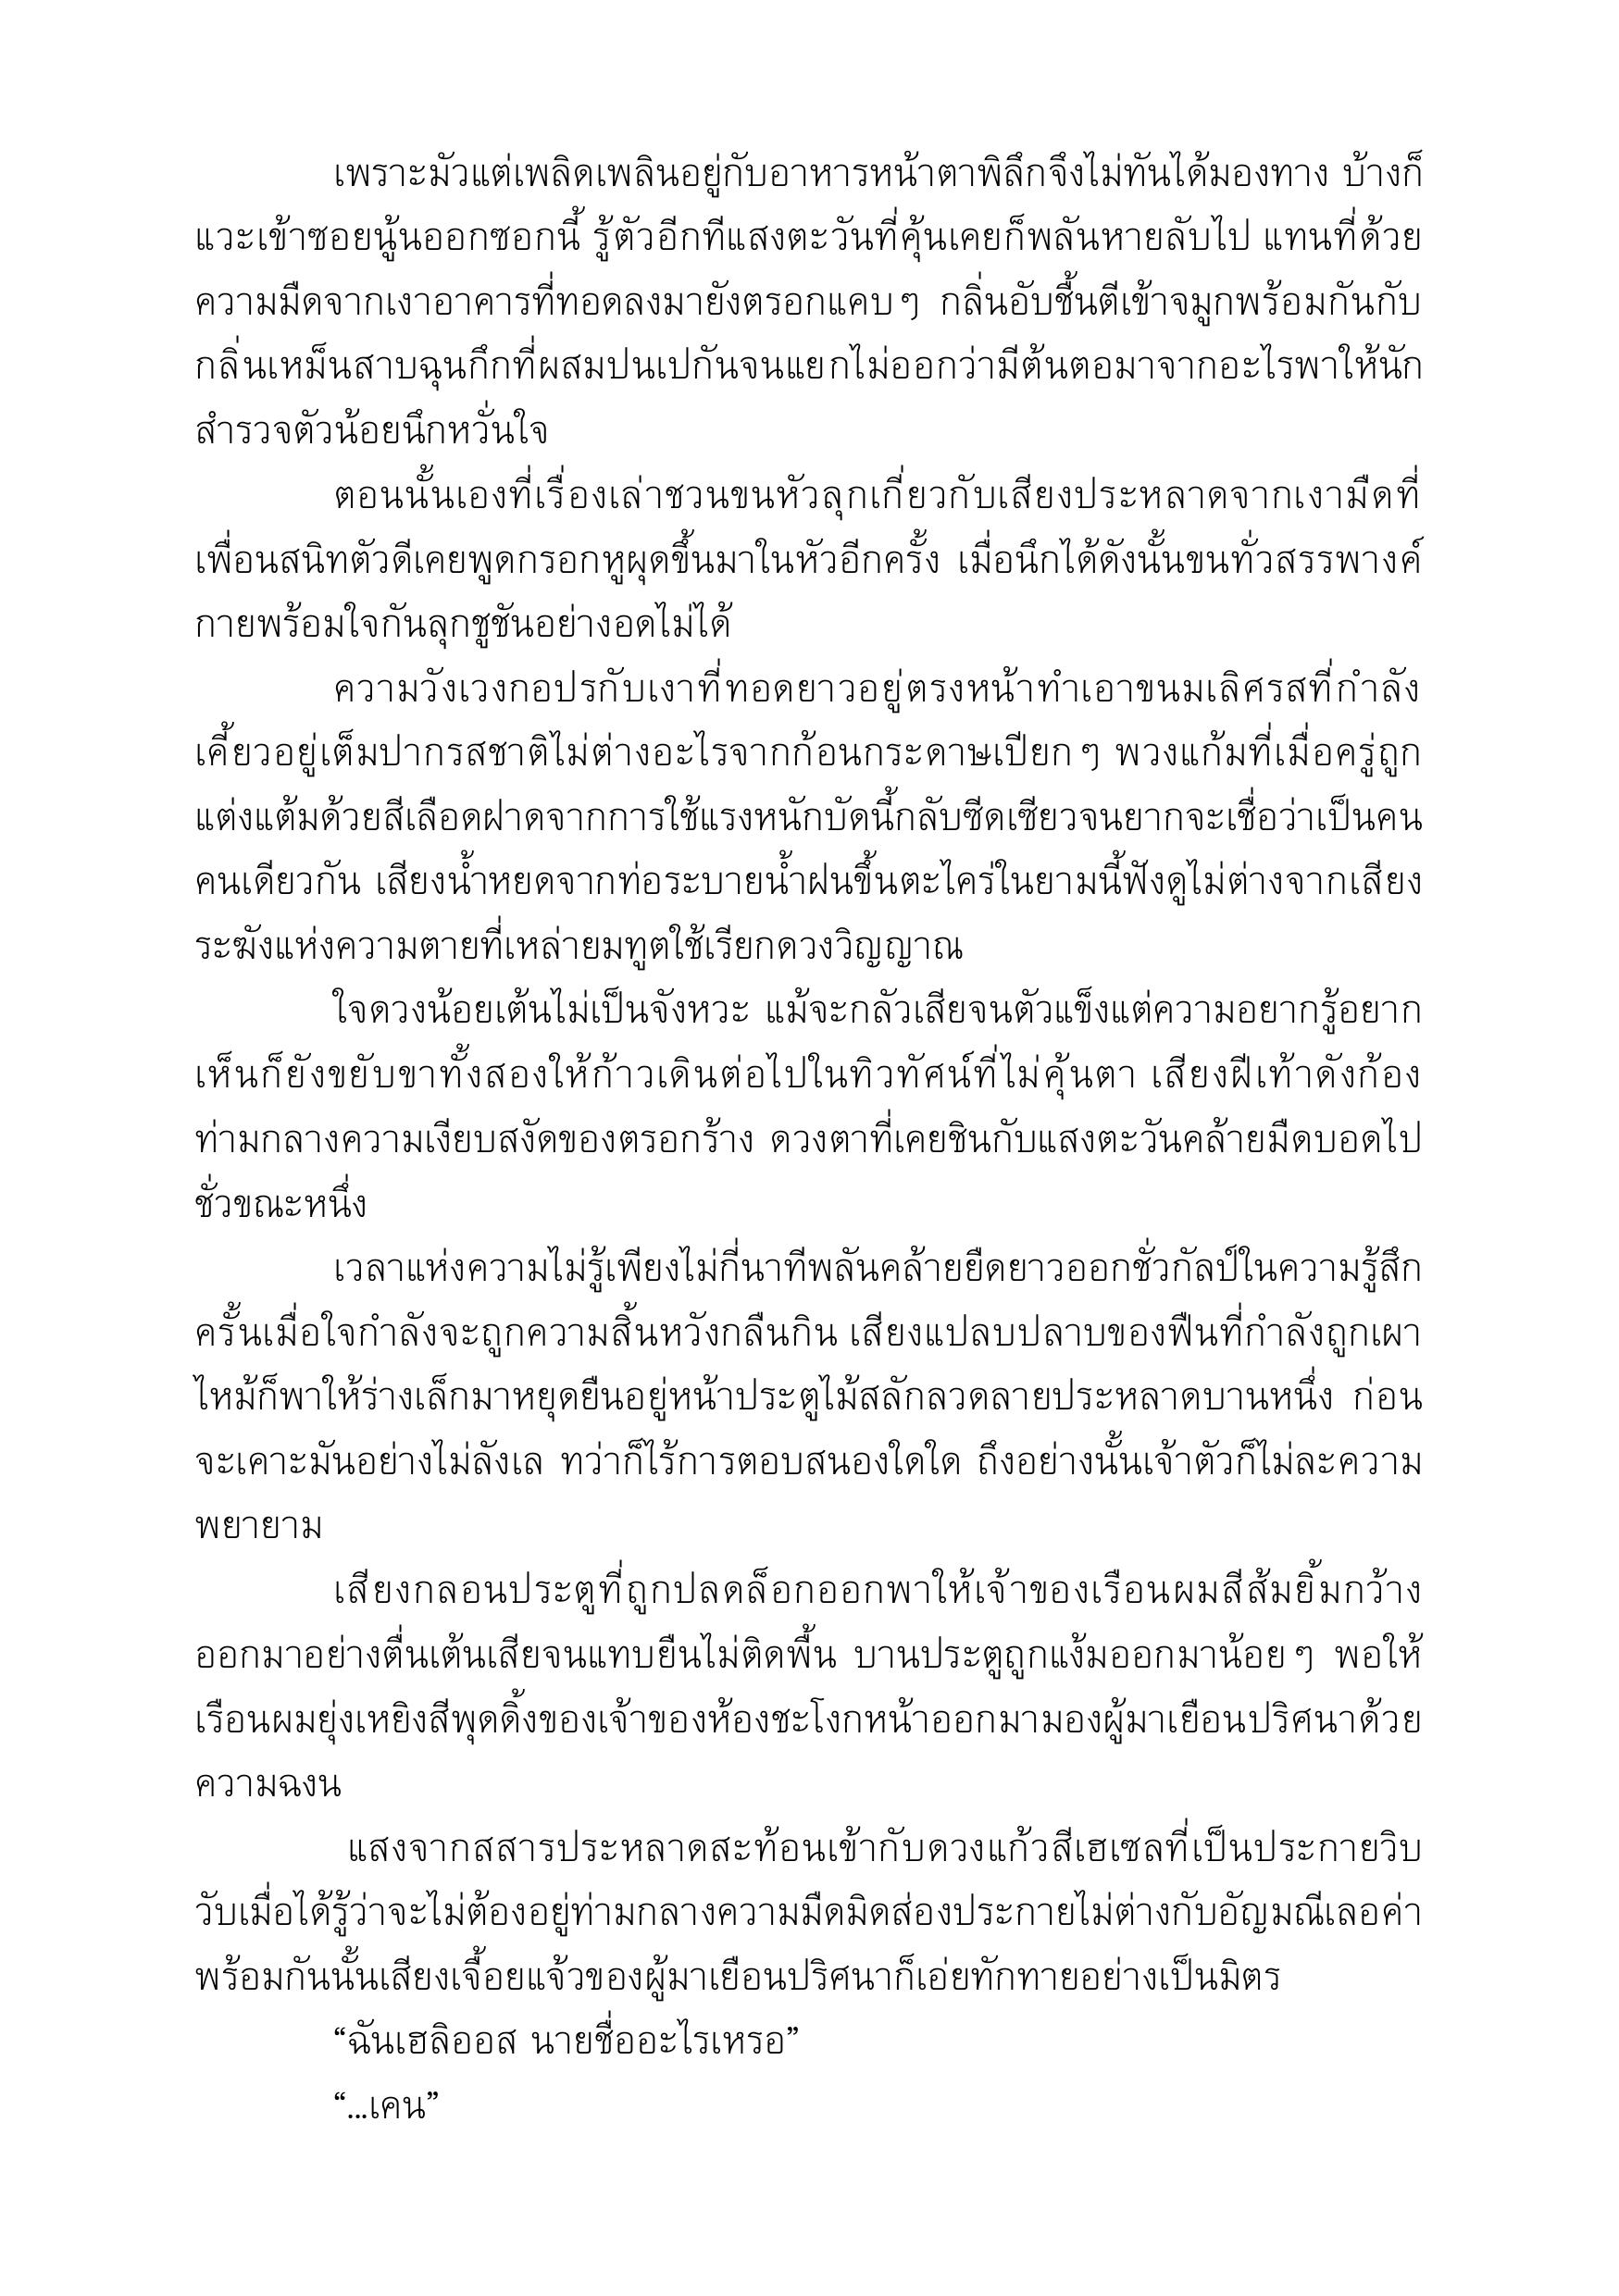 เพราะมัวแต่เพลิดเพลินอยู่กับอาหารหน้าตาพิลึกจึงไม่ทันได้มองทาง บ้างก็
แวะเข้าซอยนู้นออกซอกนี้ รู้ตัวอีกทีแสงตะวันที่คุ้นเคยก็พลันหายลับไป แทนที่ด้วย
ความมืดจากเงาอาคารที่ทอดลงมายังตรอกแคบๆ กลิ่นอับชื้นตีเข้าจมูกพร้อมกันกับ
กลิ่นเหม็นสาบฉุนกึกที่ผสมปนเปกันจนแยกไม่ออกว่ามีต้นตอมาจากอะไรพาให้นัก
สำรวจตัวน้อยนึกหวั่นใจ
ตอนนั้นเองที่เรื่องเล่าชวนขนหัวลุกเกี่ยวกับเสียงประหลาดจากเงามืดที่
เพื่อนสนิทตัวดีเคยพูดกรอกหูผุดขึ้นมาในหัวอีกครั้ง เมื่อนึกได้ดังนั้นขนทั่วสรรพางค์
กายพร้อมใจกันลุกชูชันอย่างอดไม่ได้
ความวังเวงกอปรกับเงาที่ทอดยาวอยู่ตรงหน้าทำเอาขนมเลิศรสที่กำลัง
เคี้ยวอยู่เต็มปากรสชาติไม่ต่างอะไรจากก้อนกระดาษเปียกๆ พวงแก้มที่เมื่อครู่ถูก
แต่งแต้มด้วยสีเลือดฝาดจากการใช้แรงหนักบัดนี้กลับซีดเซียวจนยากจะเชื่อว่าเป็นคน
คนเดียวกัน เสียงน้ำหยดจากท่อระบายน้ำฝนขึ้นตะไคร่ในยามนี้ฟังดูไม่ต่างจากเสียง
ระฆังแห่งความตายที่เหล่ายมทูตใช้เรียกดวงวิญญาณ
ใจดวงน้อยเต้นไม่เป็นจังหวะ แม้จะกลัวเสียจนตัวแข็งแต่ความอยากรู้อยาก
เห็นก็ยังขยับขาทั้งสองให้ก้าวเดินต่อไปในทิวทัศน์ที่ไม่คุ้นตา เสียงฝีเท้าดังก้อง
ท่ามกลางความเงียบสงัดของตรอกร้าง ดวงตาที่เคยชินกับแสงตะวันคล้ายมืดบอดไป
ชั่วขณะหนึ่ง
เวลาแห่งความไม่รู้เพียงไม่กี่นาทีพลันคล้ายยืดยาวออกชั่วกัลป์ในความรู้สึก
ครั้นเมื่อใจกำลังจะถูกความสิ้นหวังกลืนกิน เสียงแปลบปลาบของฟืนที่กำลังถูกเผา
ไหม้ก็พาให้ร่างเล็กมาหยุดยืนอยู่หน้าประตูไม้สลักลวดลายประหลาดบานหนึ่ง ก่อน
จะเคาะมันอย่างไม่ลังเล ทว่าก็ไร้การตอบสนองใดใด ถึงอย่างนั้นเจ้าตัวก็ไม่ละความ
พยายาม
เสียงกลอนประตูที่ถูกปลดล็อกออกพาให้เจ้าของเรือนผมสีส้มยิ้มกว้าง
ออกมาอย่างตื่นเต้นเสียจนแทบยืนไม่ติดพื้น บานประตูถูกแง้มออกมาน้อยๆ พอให้
เรือนผมยุ่งเหยิงสีพุดดิ้งของเจ้าของห้องชะโงกหน้าออกมามองผู้มาเยือนปริศนาด้วย
ความฉงน
แสงจากสสารประหลาดสะท้อนเข้ากับดวงแก้วสีเฮเซลที่เป็นประกายวิบ
วับเมื่อได้รู้ว่าจะไม่ต้องอยู่ท่ามกลางความมืดมิดส่องประกายไม่ต่างกับอัญมณีเลอค่า
พร้อมกันนั้นเสียงเจื้อยแจ้วของผู้มาเยือนปริศนาก็เอ่ยทักทายอย่างเป็นมิตร
“ฉันเฮลิออส นายชื่ออะไรเหรอ”
“...เคน”